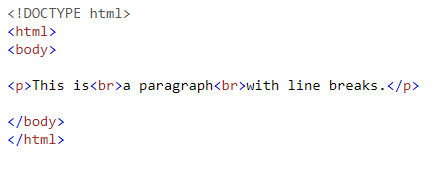 <!DOCTYPE html>
<html>
<body>
<p>This is<br>a paragraph<br>with line breaks.</p>
</body>
</html>